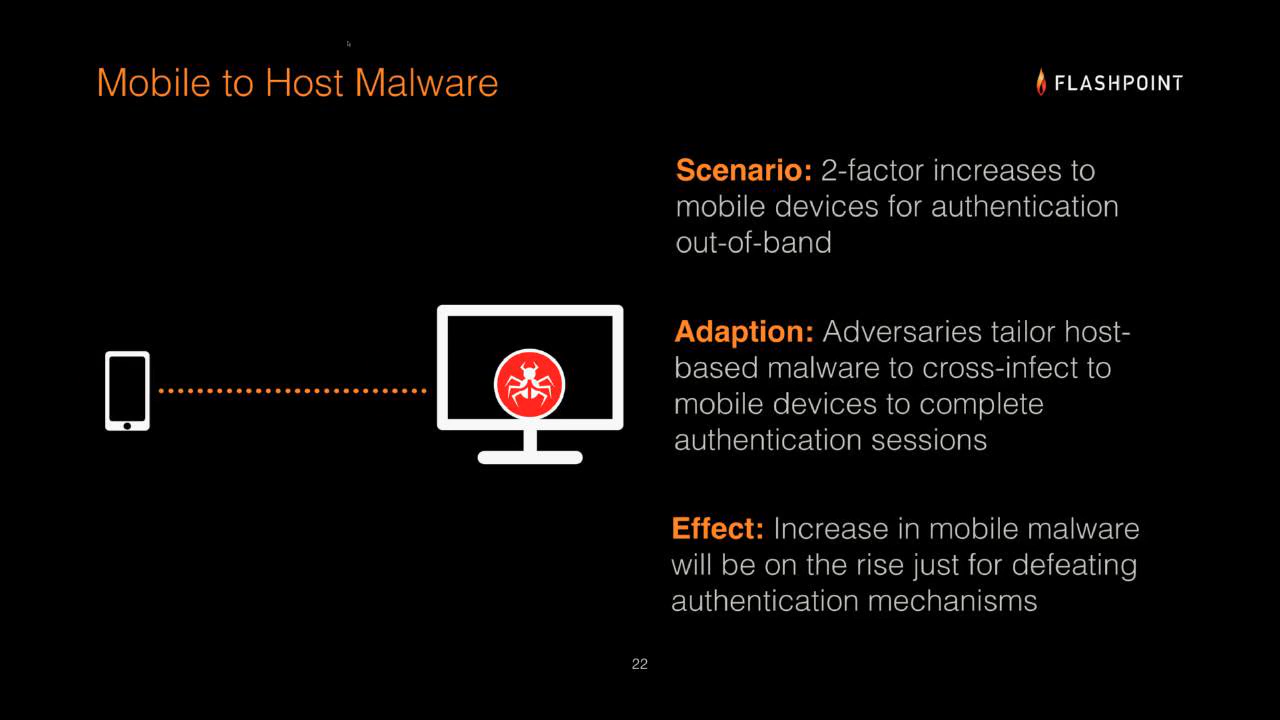 Mobile to Host Malware
FLASHPOINT
Scenario: 2-factor increases to
mobile devices for authentication
out-of-band
Adaption: Adversaries tailor host-
based malware to cross-infect to
mobile devices to complete
authentication sessions
Effect: Increase in mobile malware
will be on the rise just for defeating
authentication mechanisms
22